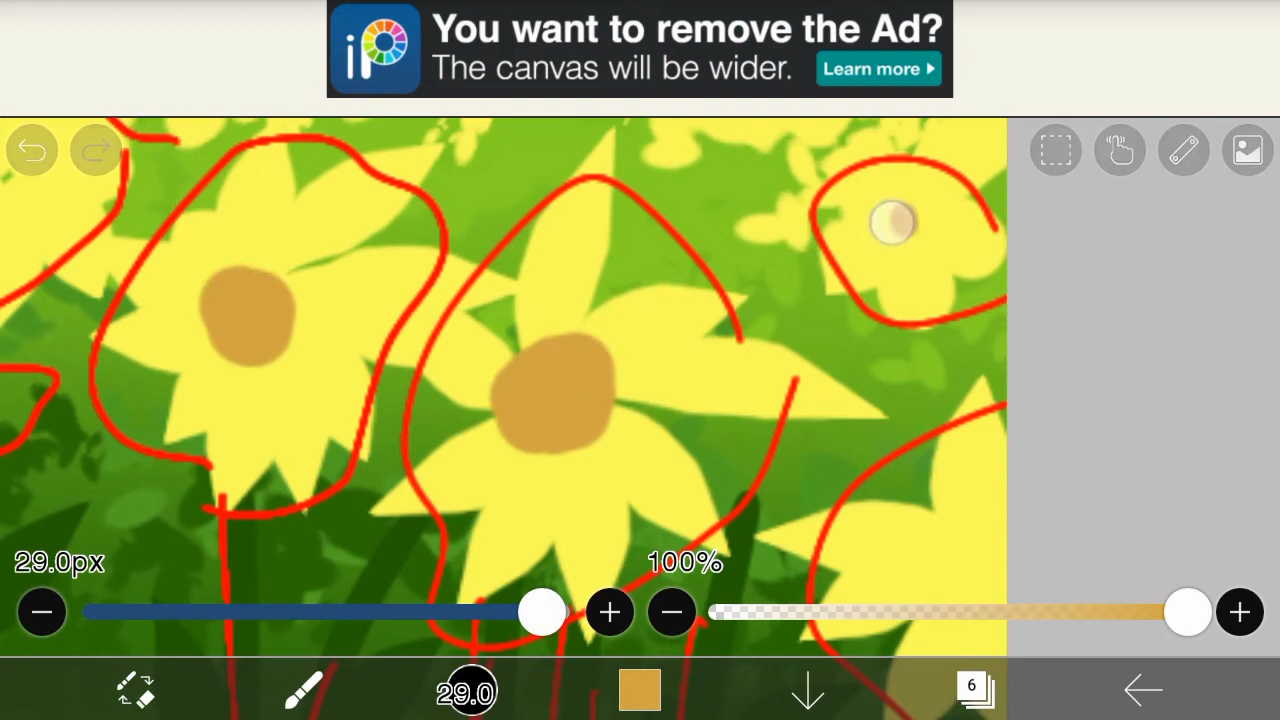 iP
You want to remove the Ad?
The canvas will be wider.
Learn more
29.0px
100%
29.0
6